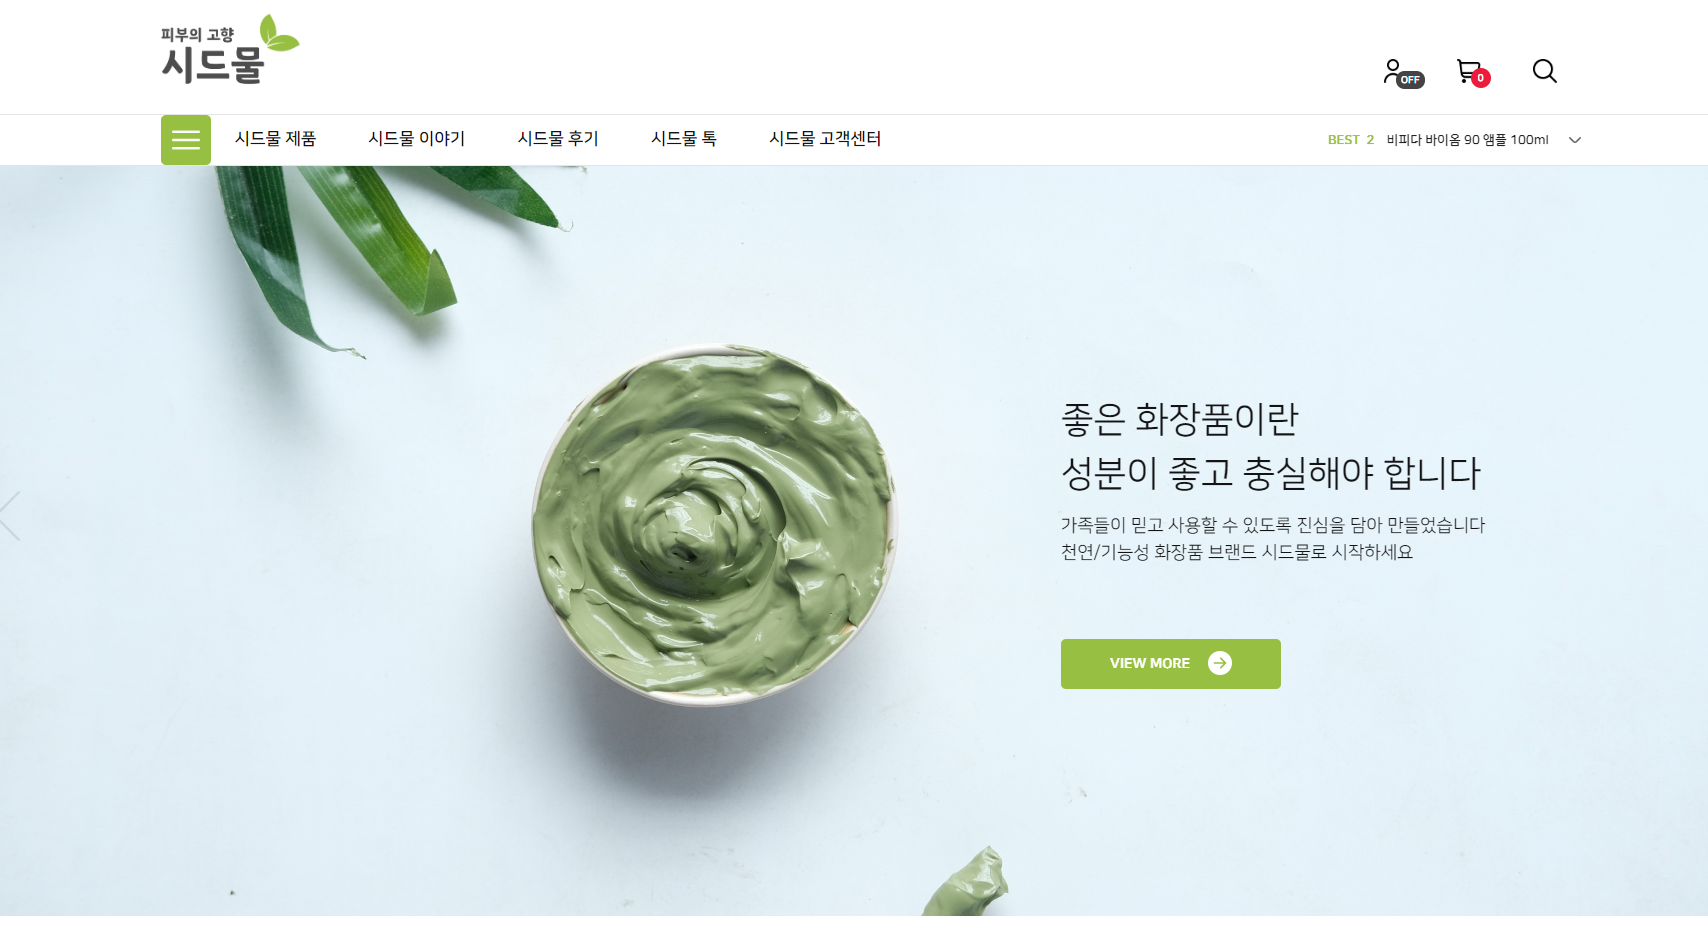 피부의 고향
시드물
OFF
0
시드물 제품
시드물 이야기
시드물 후기
시드물 톡
시드물 고객센터
BEST 2 비피다 바이옴 90 앰플 100ml
좋은 화장품이란
성분이 좋고 충실해야 합니다
가족들이 믿고 사용할 수 있도록 진심을 담아 만들었습니다
천연/기능성 화장품 브랜드 시드물로 시작하세요
VIEW MORE